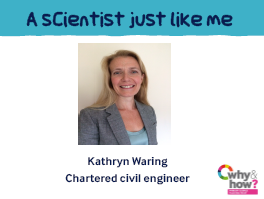 A scientist just like me
Kathryn Waring
Chartered civil engineer
why&
how?